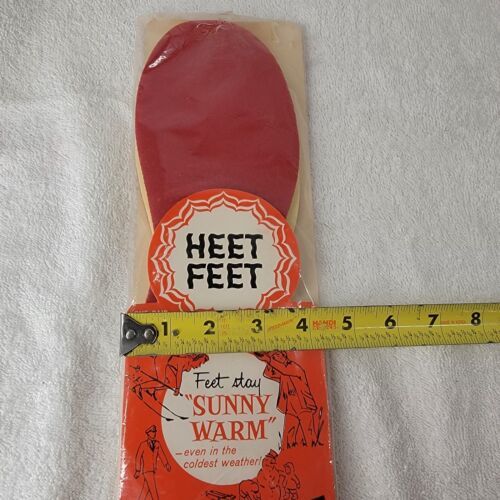 HEET
FEET
1 2 3 4 5 6 7 8
Feet stay
"SUNNY
WARM"
—even in the
coldest weather!